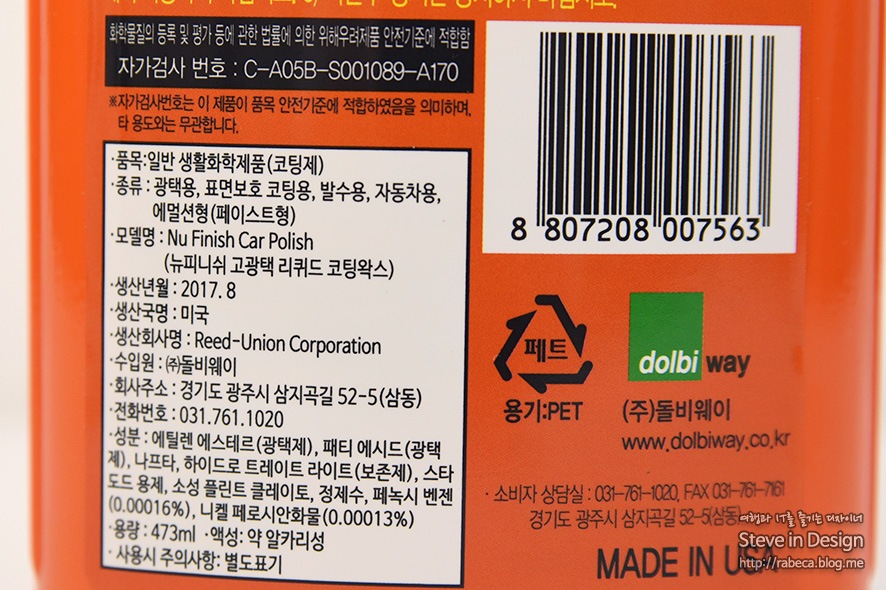 화학물질의 등록 및 평가 등에 관한 법률에 의한 위해우려제품 안전기준에 적합함
자가검사 번호 : C-A05B-S001089-A170
※자가검사번호는 이 제품이 품목 안전기준에 적합하였음을 의미하며,
타 용도와는 무관합니다.
·품목:일반 생활화학제품(코팅제)
·종류 : 광택용, 표면보호 코팅용, 발수용, 자동차용,
에멀션형(페이스트형)
·모델명 : Nu Finish Car Polish
(뉴피니쉬 고광택 리퀴드 코팅왁스)
·생산년월 : 2017. 8
·생산국명 : 미국
·생산회사명 : Reed-Union Corporation
·수입원 : ㈜돌비웨이
·회사주소 : 경기도 광주시 삼지곡길 52-5(삼동)
·전화번호 : 031.761.1020
·성분 : 에틸렌 에스테르(광택제), 패티 에시드(광택
제), 나프타, 하이드로 트레이트 라이트(보존제), 스타
도드 용제, 소성 플린트 클레이토, 정제수, 페녹시 벤젠
(0.00016%), 니켈 페로시안화물(0.00013%)
·용량 : 473ml ·액성: 약 알카리성
·사용시 주의사항: 별도표기
8 807208 007563
페트
용기:PET
dolbi way
(주)돌비웨이
www.dolbiway.co.kr
· 소비자 상담실 : 031-761-1020, FAX 031-761-7161
경기도 광주시 삼지곡길 52-5(삼동)
MADE IN USA
여행과 IT를 즐기는 디자이너
Steve in Design
http://rabeca.blog.me